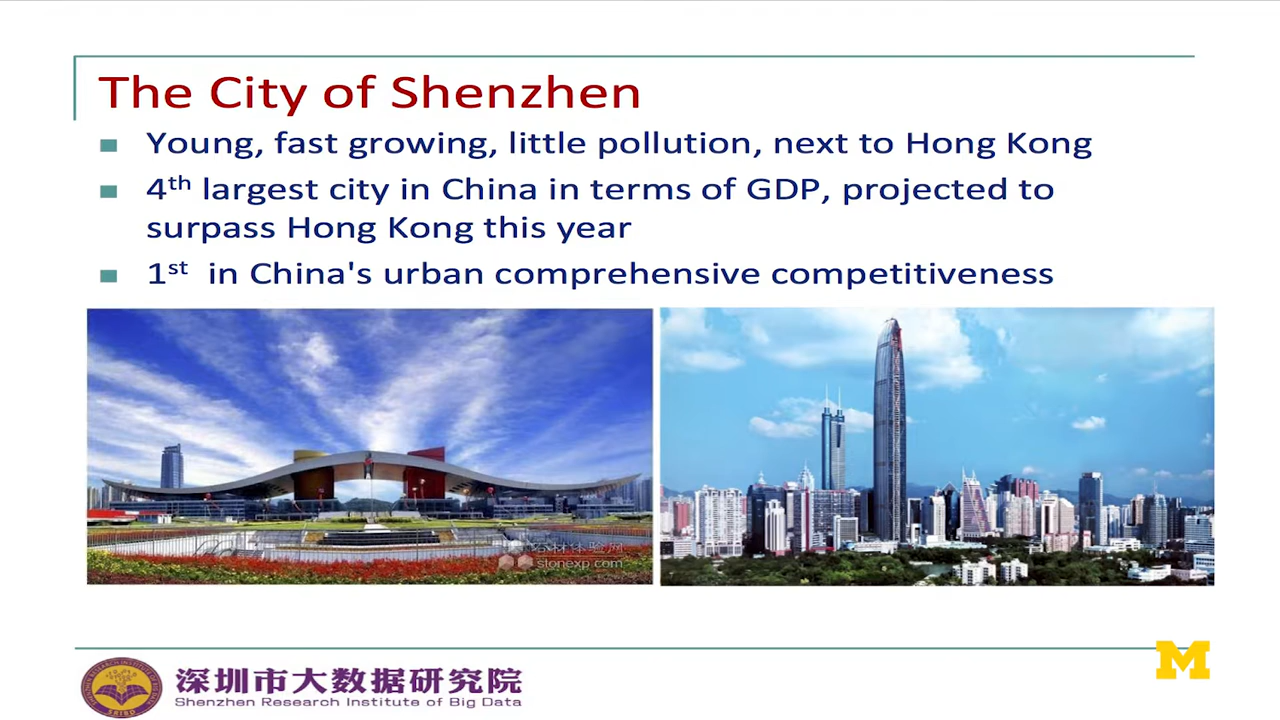 The City of Shenzhen
Young, fast growing, little pollution, next to Hong Kong
4th largest city in China in terms of GDP, projected to
surpass Hong Kong this year
1st in China's urban comprehensive competitiveness
stonexp.com
深圳市大数据研究院
Shenzhen Research Institute of Big Data
M